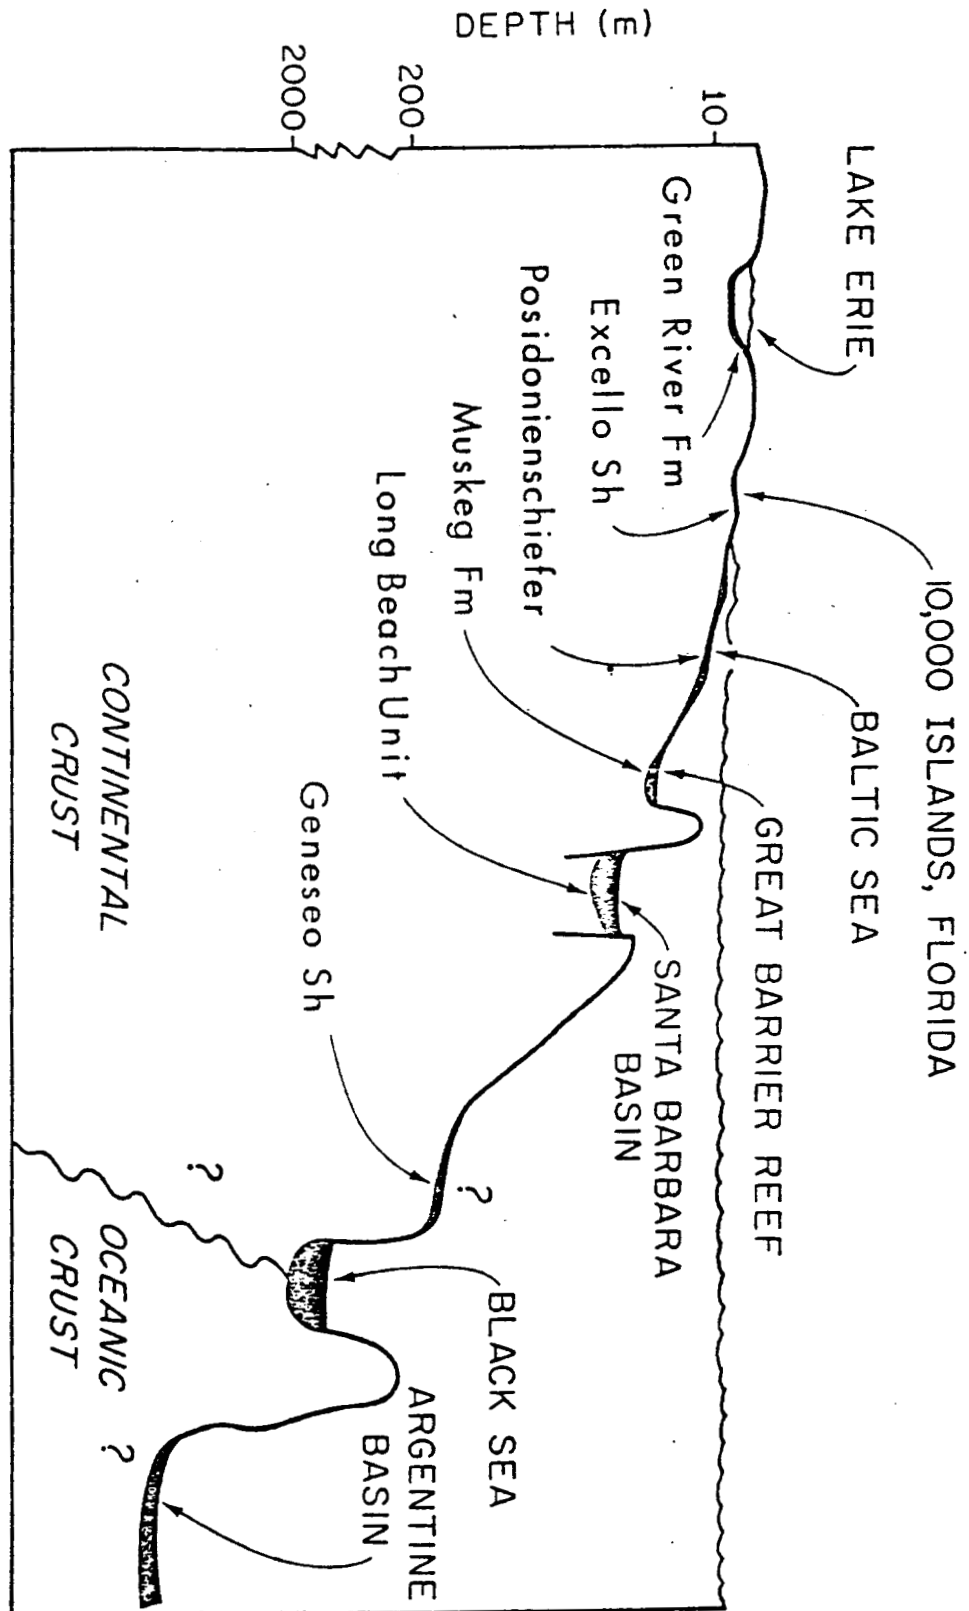 DEPTH (m)
10
200
2000
LAKE ERIE
10,000 ISLANDS, FLORIDA
BALTIC SEA
GREAT BARRIER REEF
SANTA BARBARA
BASIN
BLACK SEA
ARGENTINE
BASIN
Green River Fm
Excello Sh
Posidonienschiefer
Muskeg Fm
Long Beach Unit
Geneseo Sh
?
?
?
CONTINENTAL
CRUST
OCEANIC
CRUST